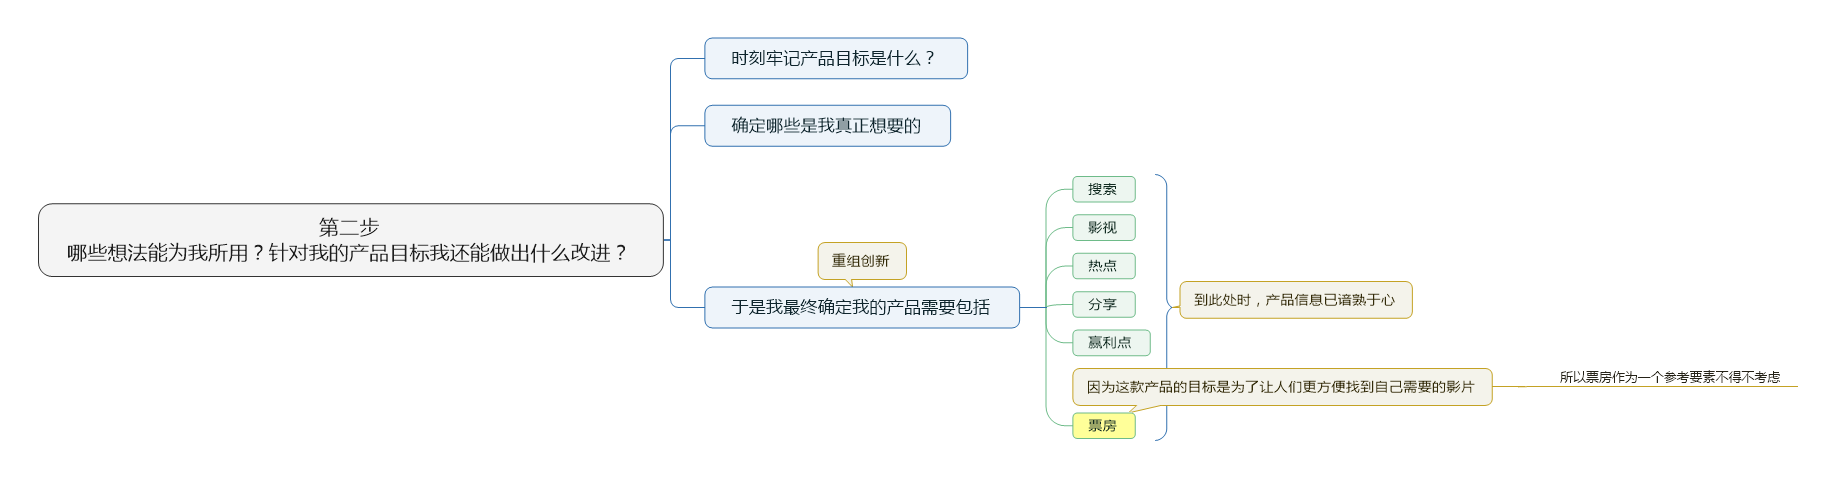 第二步
哪些想法能为我所用？针对我的产品目标我还能做出什么改进？
时刻牢记产品目标是什么？
确定哪些是我真正想要的
重组创新
于是我最终确定我的产品需要包括
搜索
影视
热点
分享
赢利点
到此处时，产品信息已谙熟于心
因为这款产品的目标是为了让人们更方便找到自己需要的影片
所以票房作为一个参考要素不得不考虑
票房